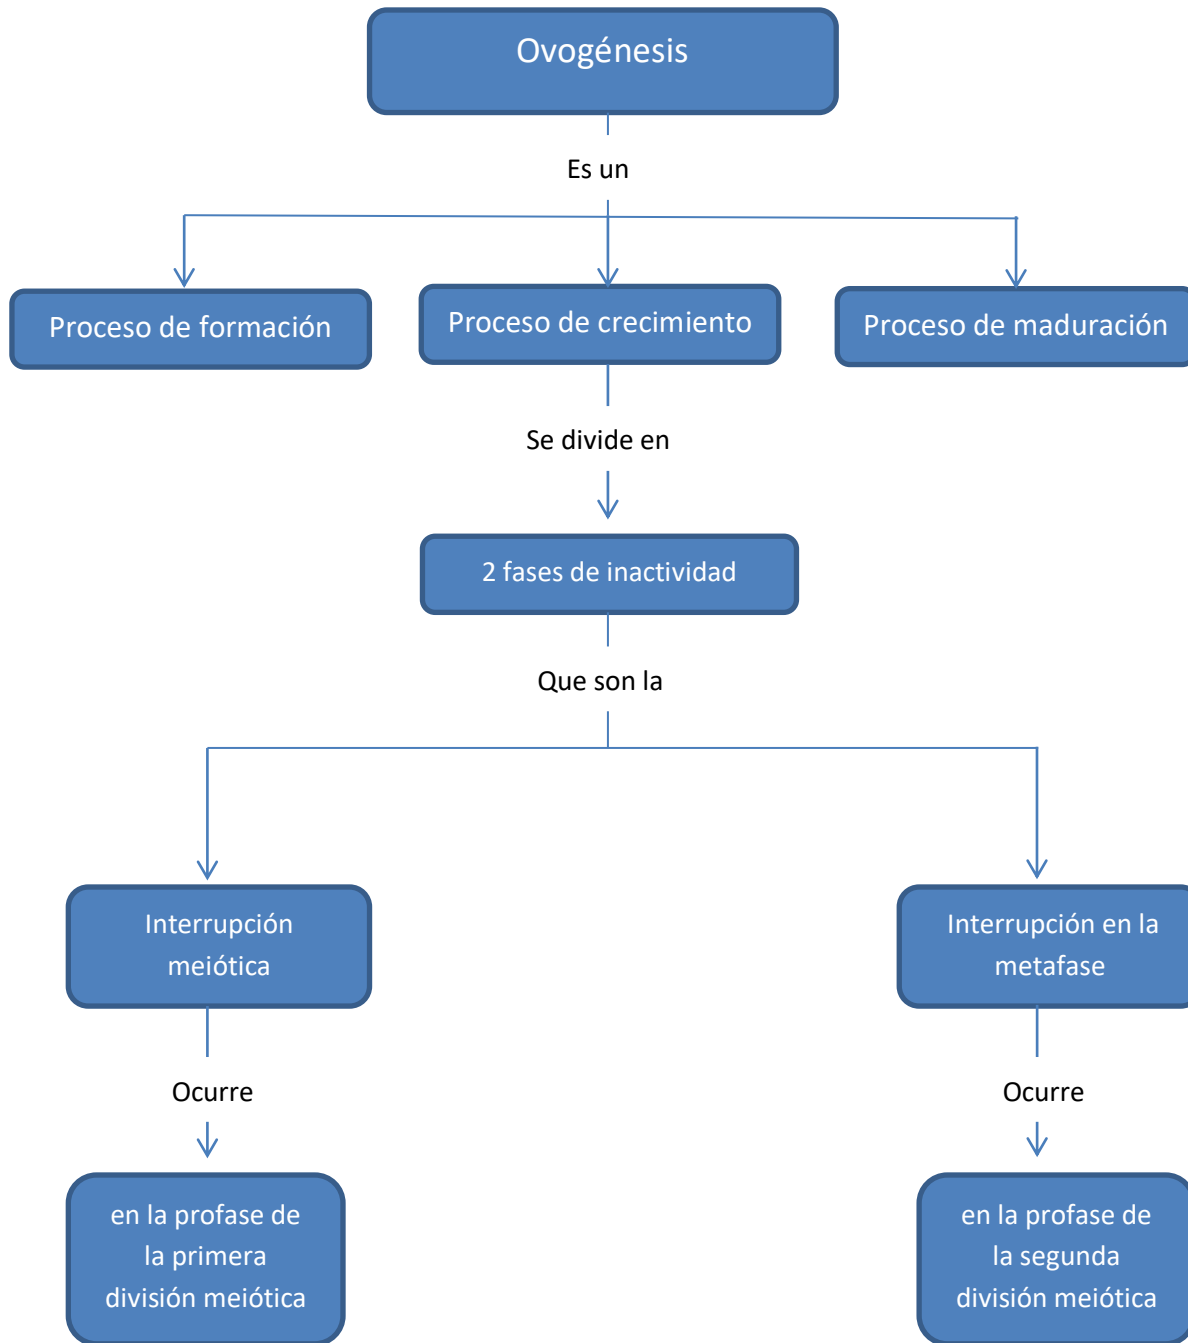 Ovogénesis
Es un
Proceso de formación
Proceso de crecimiento
Proceso de maduración
Se divide en
2 fases de inactividad
Que son la
Interrupción
meiótica
Interrupción en la
metafase
Ocurre
Ocurre
en la profase de
la primera
división meiótica
en la profase de
la segunda
división meiótica